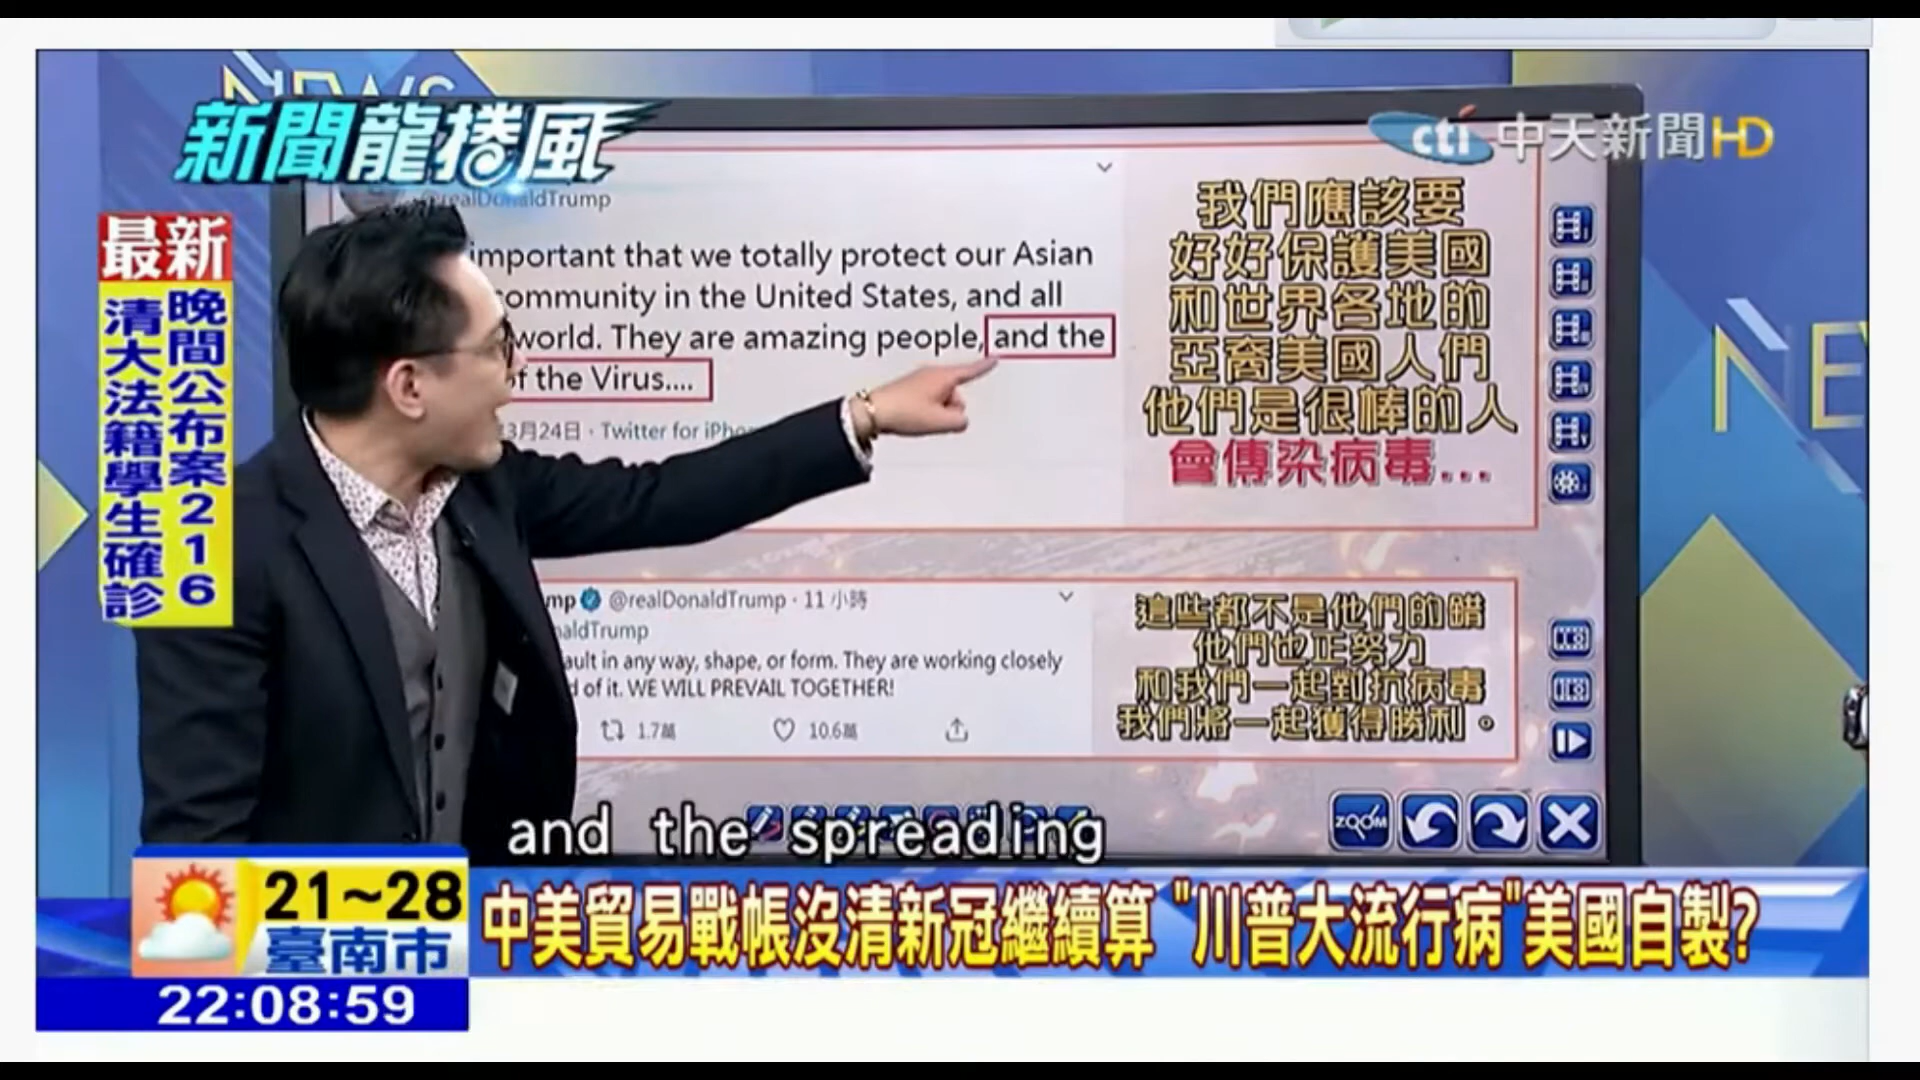 NEWS
新聞龍捲風
cti 中天新聞HD
最新
晚間公布案216
清大法籍學生確診
@realDonaldTrump
important that we totally protect our Asian
community in the United States, and all
world. They are amazing people, and the
of the Virus....
3月24日 · Twitter for iPho
我們應該要
好好保護美國
和世界各地的
亞裔美國人們
他們是很棒的人
會傳染病毒...
mp @realDonaldTrump · 11 小時
naldTrump
ault in any way, shape, or form. They are working closely
d of it. WE WILL PREVAIL TOGETHER!
1.7萬
10.6萬
這些都不是他們的錯
他們也正努力
和我們一起對抗病毒
我們將一起獲得勝利。
NEW
ZOOM
and the spreading
21~28
臺南市
中美貿易戰帳沒清新冠繼續算 "川普大流行病"美國自製?
22:08:59